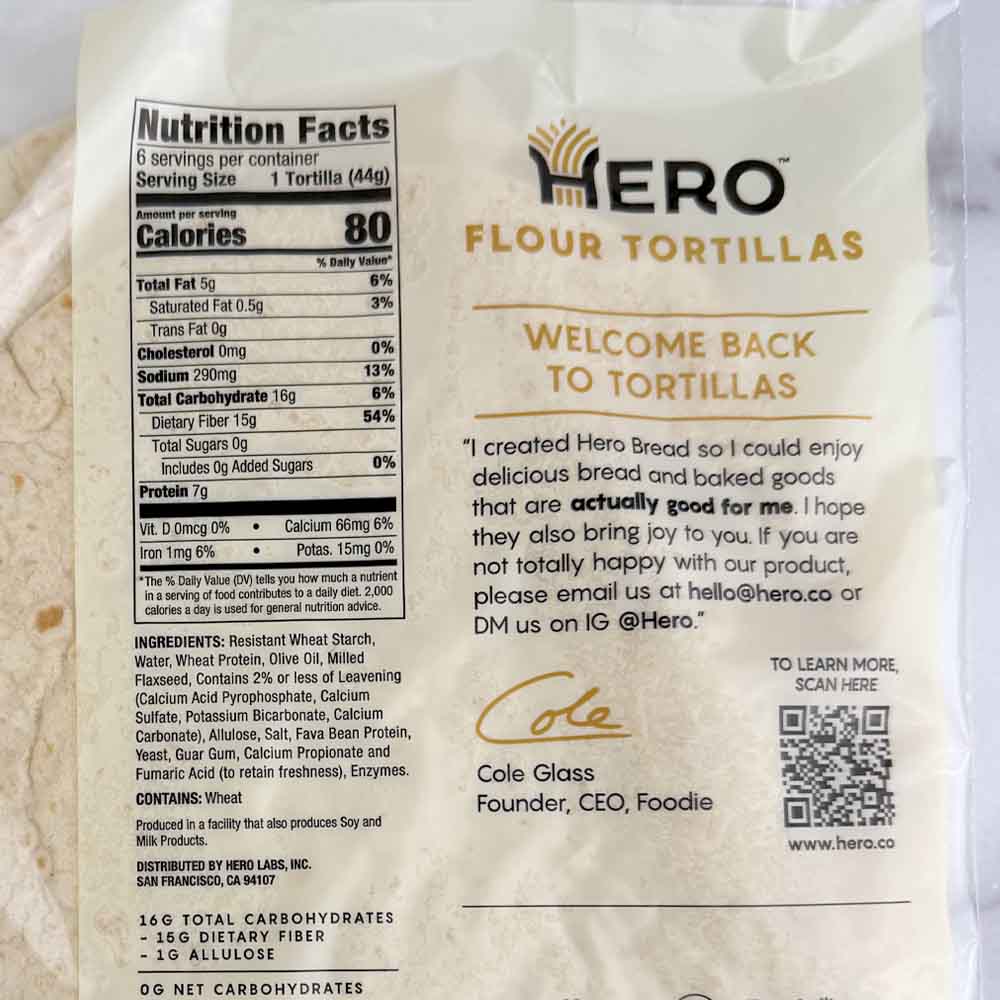 Nutrition Facts
6 servings per container
Serving Size 1 Tortilla (44g)
Amount per serving
Calories 80
% Daily Value*
Total Fat 5g 6%
Saturated Fat 0.5g 3%
Trans Fat 0g
Cholesterol 0mg 0%
Sodium 290mg 13%
Total Carbohydrate 16g 6%
Dietary Fiber 15g 54%
Total Sugars 0g
Includes 0g Added Sugars 0%
Protein 7g
Vit. D 0mcg 0% • Calcium 66mg 6%
Iron 1mg 6% • Potas. 15mg 0%
*The % Daily Value (DV) tells you how much a nutrient
in a serving of food contributes to a daily diet. 2,000
calories a day is used for general nutrition advice.
INGREDIENTS: Resistant Wheat Starch,
Water, Wheat Protein, Olive Oil, Milled
Flaxseed, Contains 2% or less of Leavening
(Calcium Acid Pyrophosphate, Calcium
Sulfate, Potassium Bicarbonate, Calcium
Carbonate), Allulose, Salt, Fava Bean Protein,
Yeast, Guar Gum, Calcium Propionate and
Fumaric Acid (to retain freshness), Enzymes.
CONTAINS: Wheat
Produced in a facility that also produces Soy and
Milk Products.
DISTRIBUTED BY HERO LABS, INC.
SAN FRANCISCO, CA 94107
16G TOTAL CARBOHYDRATES
- 15G DIETARY FIBER
- 1G ALLULOSE
0G NET CARBOHYDRATES
HERO™
FLOUR TORTILLAS
WELCOME BACK
TO TORTILLAS
“I created Hero Bread so I could enjoy
delicious bread and baked goods
that are actually good for me. I hope
they also bring joy to you. If you are
not totally happy with our product,
please email us at hello@hero.co or
DM us on IG @Hero.”
Cole
Cole Glass
Founder, CEO, Foodie
TO LEARN MORE,
SCAN HERE
www.hero.co